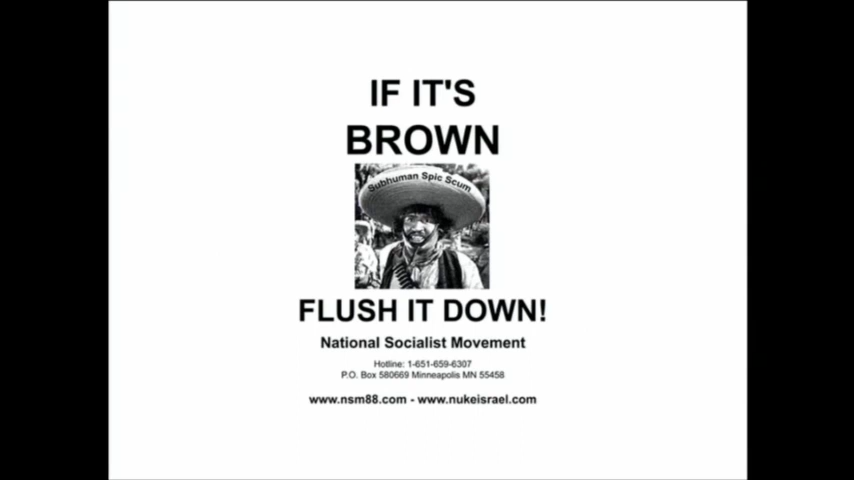 IF IT'S
BROWN
Subhuman Spic Scum
FLUSH IT DOWN!
National Socialist Movement
Hotline: 1-651-659-6307
P.O. Box 580669 Minneapolis MN 55458
www.nsm88.com - www.nukeisrael.com